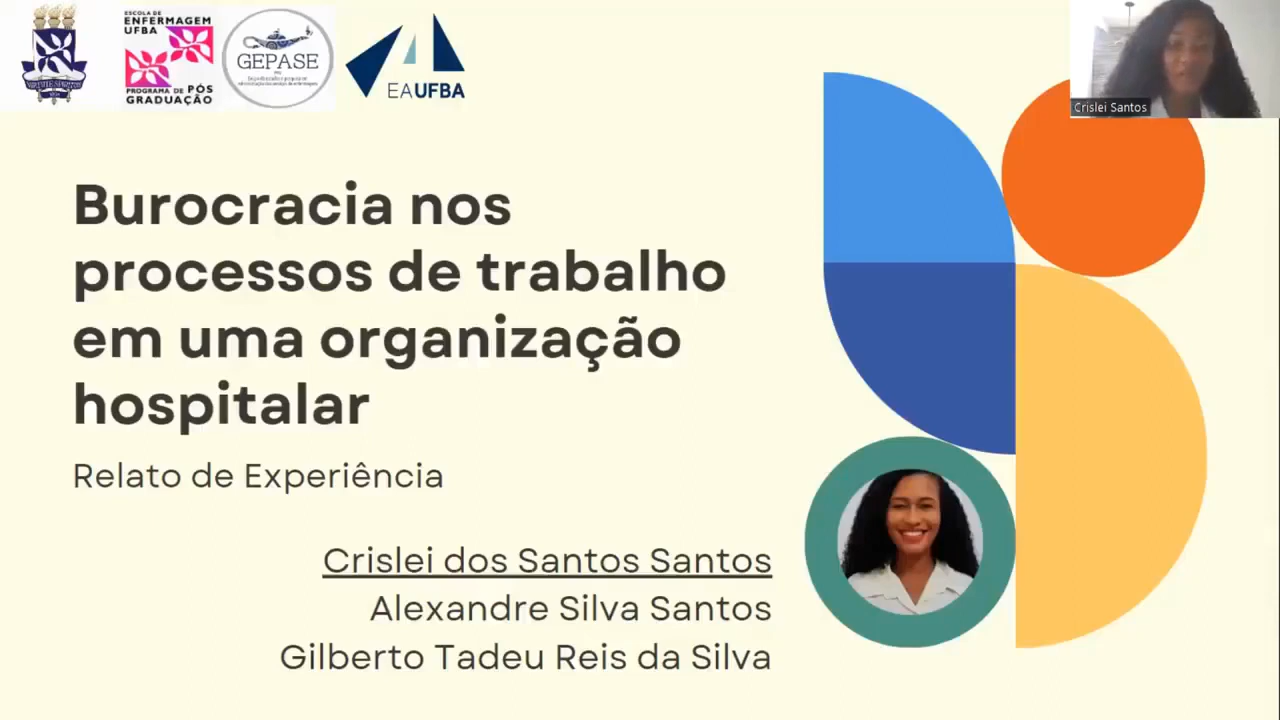 ESCOLA DE
ENFERMAGEM
UFBA
PROGRAMA DE PÓS
GRADUAÇÃO
GEPASE
EAUFBA
Crislei Santos
Burocracia nos
processos de trabalho
em uma organização
hospitalar
Relato de Experiência
Crislei dos Santos Santos
Alexandre Silva Santos
Gilberto Tadeu Reis da Silva